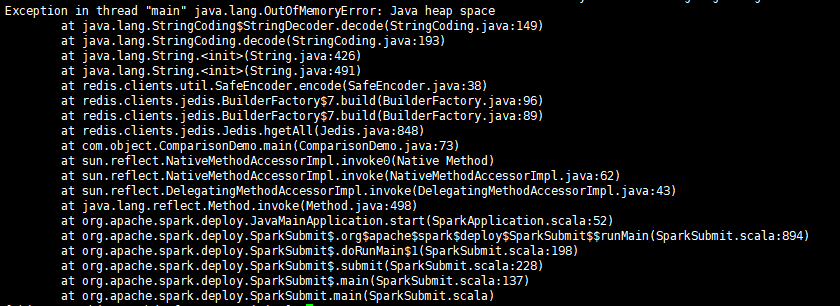 Exception in thread "main" java.lang.OutOfMemoryError: Java heap space
at java.lang.StringCoding$StringDecoder.decode(StringCoding.java:149)
at java.lang.StringCoding.decode(StringCoding.java:193)
at java.lang.String.<init>(String.java:426)
at java.lang.String.<init>(String.java:491)
at redis.clients.util.SafeEncoder.encode(SafeEncoder.java:38)
at redis.clients.jedis.BuilderFactory$7.build(BuilderFactory.java:96)
at redis.clients.jedis.BuilderFactory$7.build(BuilderFactory.java:89)
at redis.clients.jedis.Jedis.hgetAll(Jedis.java:848)
at com.object.ComparisonDemo.main(ComparisonDemo.java:73)
at sun.reflect.NativeMethodAccessorImpl.invoke0(Native Method)
at sun.reflect.NativeMethodAccessorImpl.invoke(NativeMethodAccessorImpl.java:62)
at sun.reflect.DelegatingMethodAccessorImpl.invoke(DelegatingMethodAccessorImpl.java:43)
at java.lang.reflect.Method.invoke(Method.java:498)
at org.apache.spark.deploy.JavaMainApplication.start(SparkApplication.scala:52)
at org.apache.spark.deploy.SparkSubmit$.org$apache$spark$deploy$SparkSubmit$$runMain(SparkSubmit.scala:894)
at org.apache.spark.deploy.SparkSubmit$.doRunMain$1(SparkSubmit.scala:198)
at org.apache.spark.deploy.SparkSubmit$.submit(SparkSubmit.scala:228)
at org.apache.spark.deploy.SparkSubmit$.main(SparkSubmit.scala:137)
at org.apache.spark.deploy.SparkSubmit.main(SparkSubmit.scala)